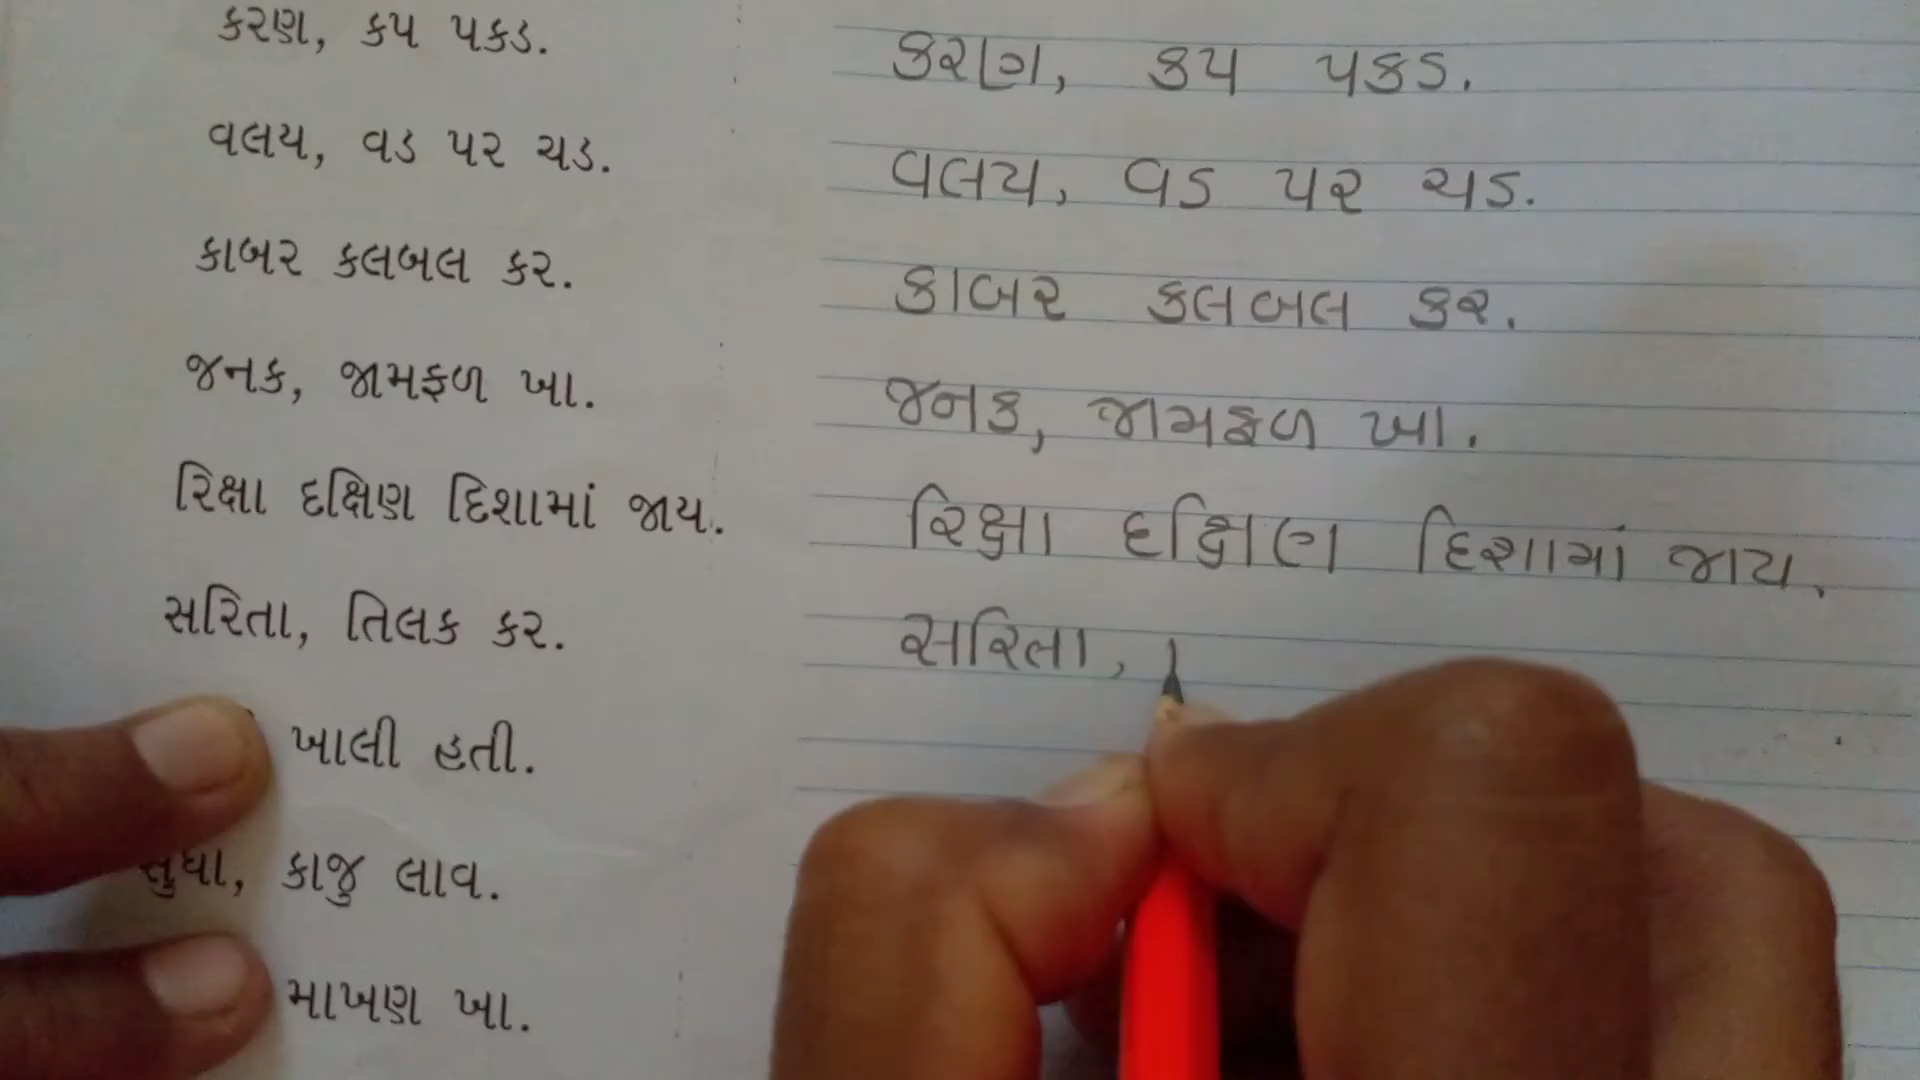 કરણ, કપ પકડ.
કરણ, કપ પકડ.
વલય, વડ પર ચડ.
વલય, વડ પર ચડ.
કાબર કલબલ કર.
કાબર કલબલ કર.
જનક, જામફળ ખા.
જનક, જામફળ ખા.
રિક્ષા દક્ષિણ દિશામાં જાય.
રિક્ષા દક્ષિણ દિશામાં જાય.
સરિતા, તિલક કર.
સરિતા,
ખાલી હતી.
સુધા, કાજુ લાવ.
માખણ ખા.